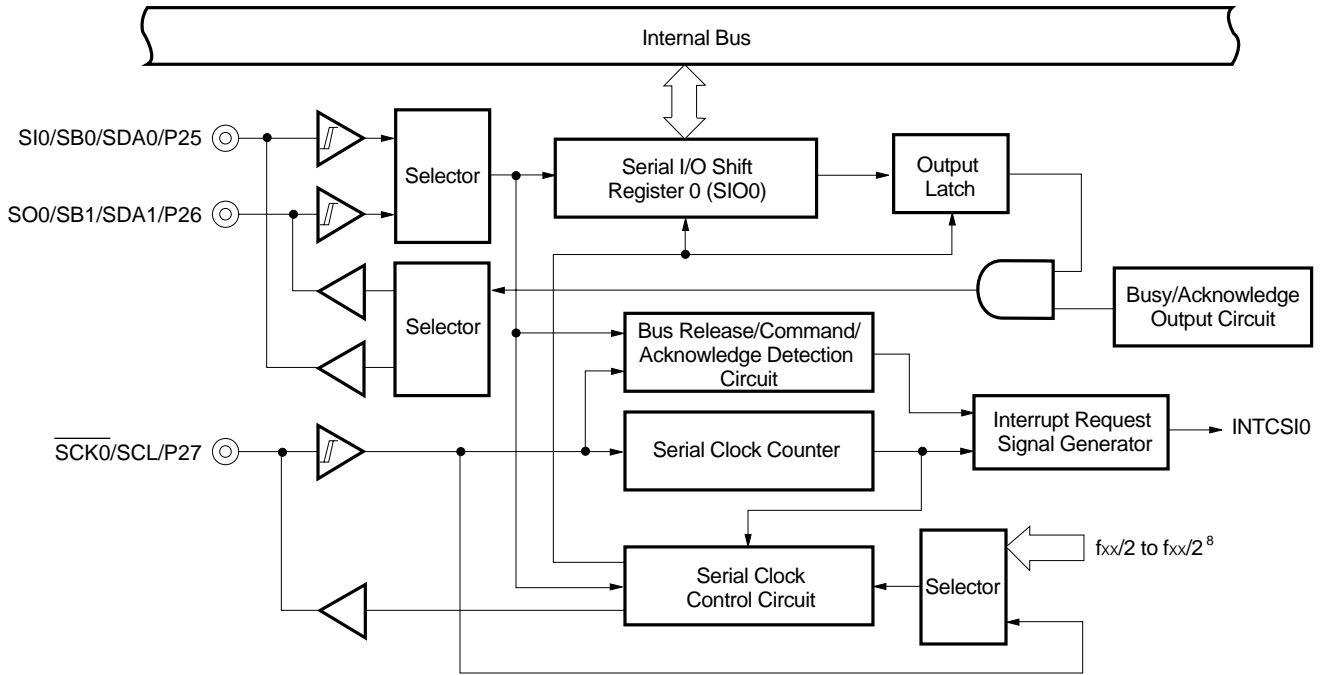 Internal Bus
SI0/SB0/SDA0/P25
Selector
Serial I/O Shift
Register 0 (SIO0)
Output
Latch
SO0/SB1/SDA1/P26
Selector
Busy/Acknowledge
Output Circuit
Bus Release/Command/
Acknowledge Detection
Circuit
SCK0/SCL/P27
Serial Clock Counter
Interrupt Request
Signal Generator
INTCSI0
Serial Clock
Control Circuit
Selector
fXX/2 to fXX/2⁸